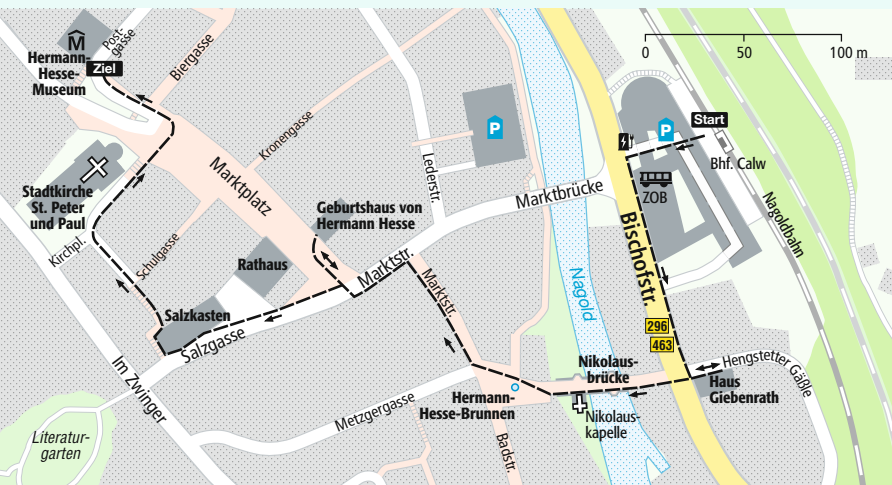 Post-
gasse
Hermann-
Hesse-
Museum
M
Ziel
Biergasse
0
50
100 m
Kronengasse
P
P
Start
Bhf. Calw
ZOB
Lederstr.
Marktplatz
Stadtkirche
St. Peter
und Paul
Geburtshaus von
Hermann Hesse
Marktbrücke
Bischofstr.
Nagoldbahn
Kirchpl.
Schulgasse
Rathaus
Marktstr.
Marktstr.
Nagold
Salzkasten
Salzgasse
296
463
Im Zwinger
Nikolaus-
brücke
Hengstetter Gäßle
Haus
Giebenrath
Metzgergasse
Hermann-
Hesse-Brunnen
Nikolaus-
kapelle
Badstr.
Literatur-
garten